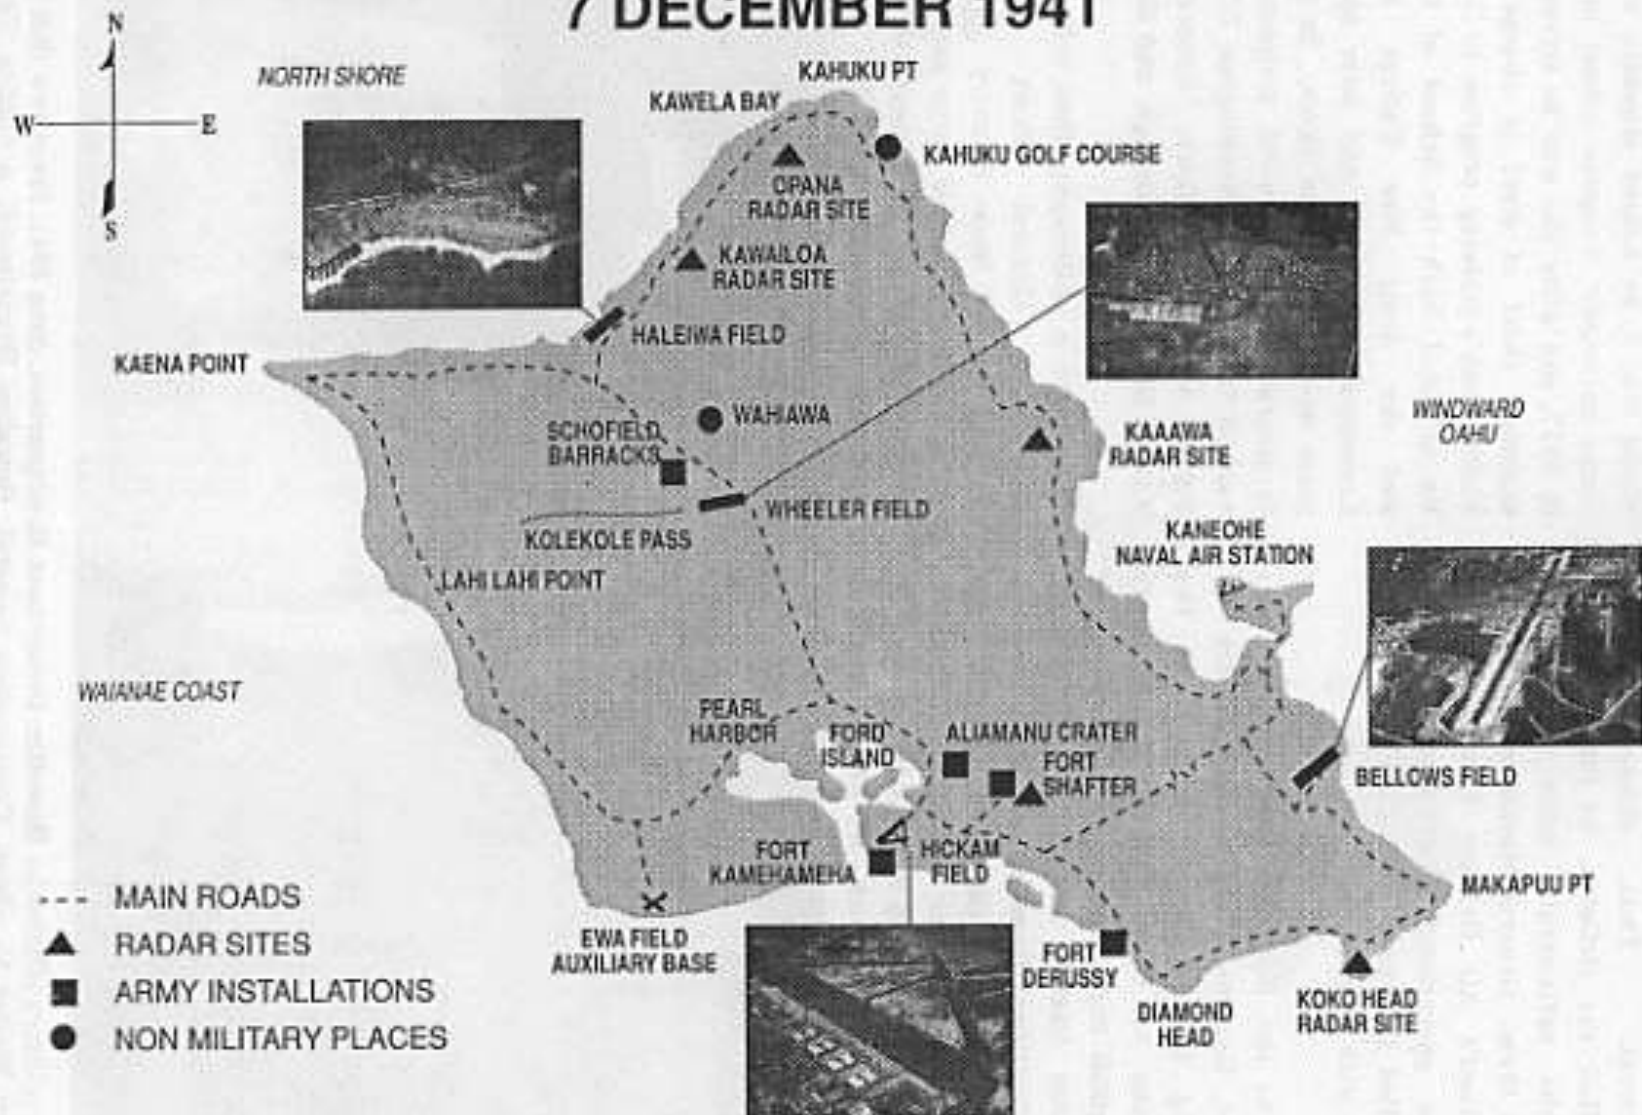 7 DECEMBER 1941
N
W
E
S
NORTH SHORE
KAHUKU PT
KAWELA BAY
KAHUKU GOLF COURSE
OPANA
RADAR SITE
KAWAILOA
RADAR SITE
HALEIWA FIELD
KAENA POINT
WAHIAWA
SCHOFIELD
BARRACKS
KAAAWA
RADAR SITE
WINDWARD
OAHU
WHEELER FIELD
KOLEKOLE PASS
KANEOHE
NAVAL AIR STATION
LAHI LAHI POINT
WAIANAE COAST
PEARL
HARBOR
FORD
ISLAND
ALIAMANU CRATER
FORT
SHAFTER
BELLOWS FIELD
FORT
KAMEHAMEHA
HICKAM
FIELD
MAKAPUU PT
EWA FIELD
AUXILIARY BASE
FORT
DERUSSY
DIAMOND
HEAD
KOKO HEAD
RADAR SITE
MAIN ROADS
RADAR SITES
ARMY INSTALLATIONS
NON MILITARY PLACES